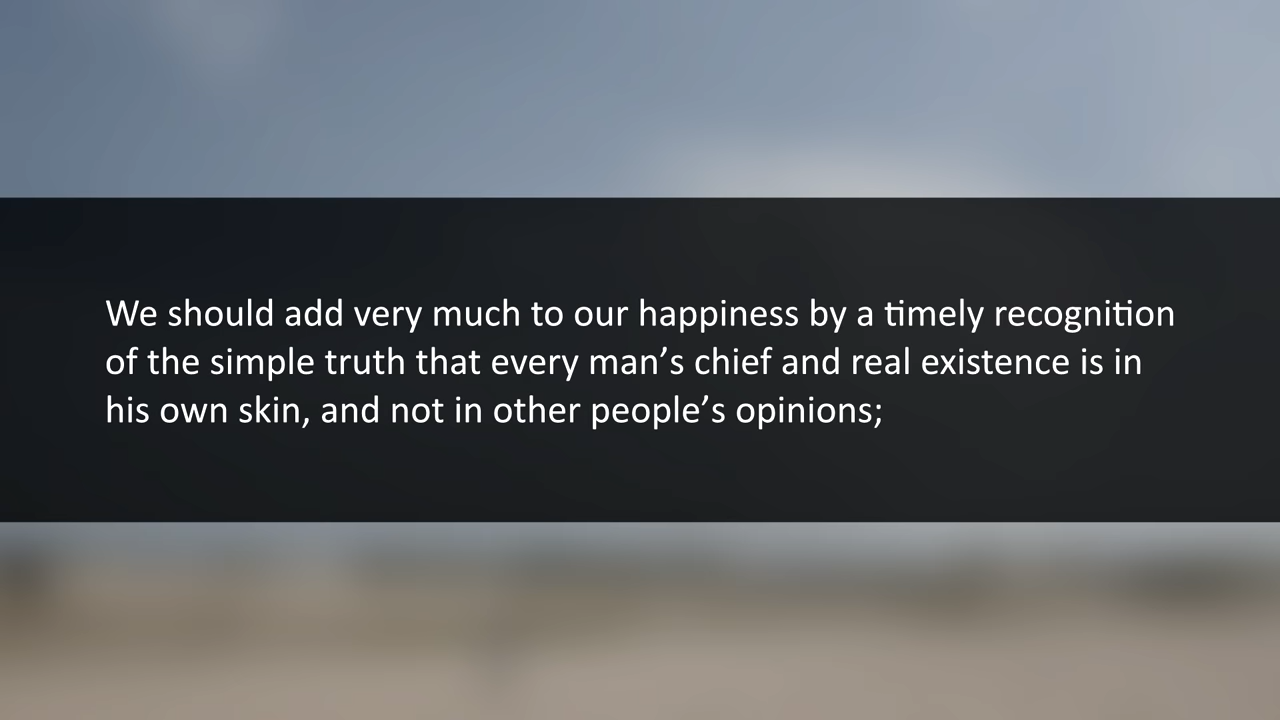 We should add very much to our happiness by a timely recognition
of the simple truth that every man’s chief and real existence is in
his own skin, and not in other people’s opinions;